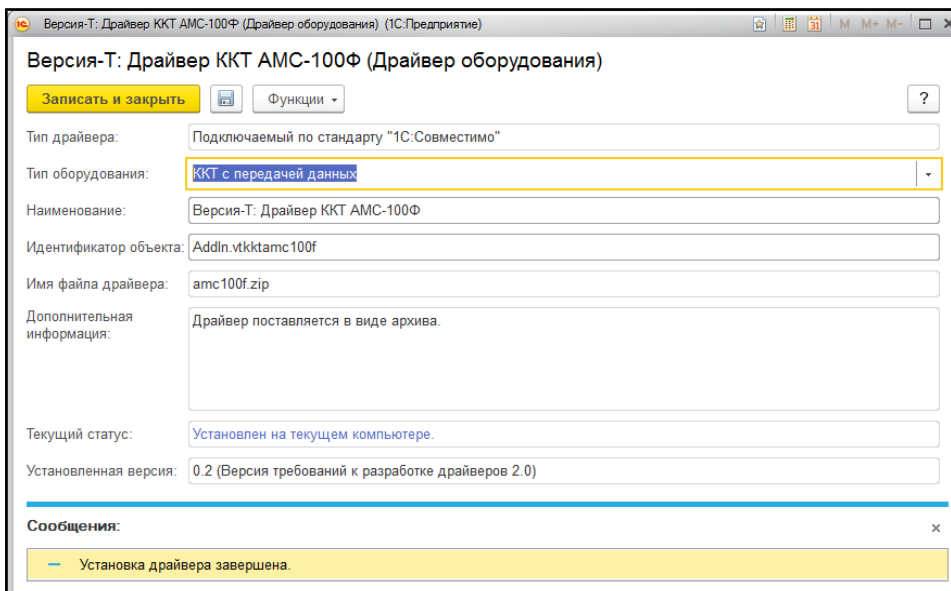 Версия-Т: Драйвер ККТ АМС-100Ф (Драйвер оборудования) (1С:Предприятие)
31 M M+ M-
Версия-Т: Драйвер ККТ АМС-100Ф (Драйвер оборудования)
Записать и закрыть Функции ?
Тип драйвера: Подключаемый по стандарту "1С:Совместимо"
Тип оборудования: ККТ с передачей данных
Наименование: Версия-Т: Драйвер ККТ АМС-100Ф
Идентификатор объекта: AddIn.vtkktamc100f
Имя файла драйвера: amc100f.zip
Дополнительная
информация: Драйвер поставляется в виде архива.
Текущий статус: Установлен на текущем компьютере.
Установленная версия: 0.2 (Версия требований к разработке драйверов 2.0)
Сообщения:
Установка драйвера завершена.